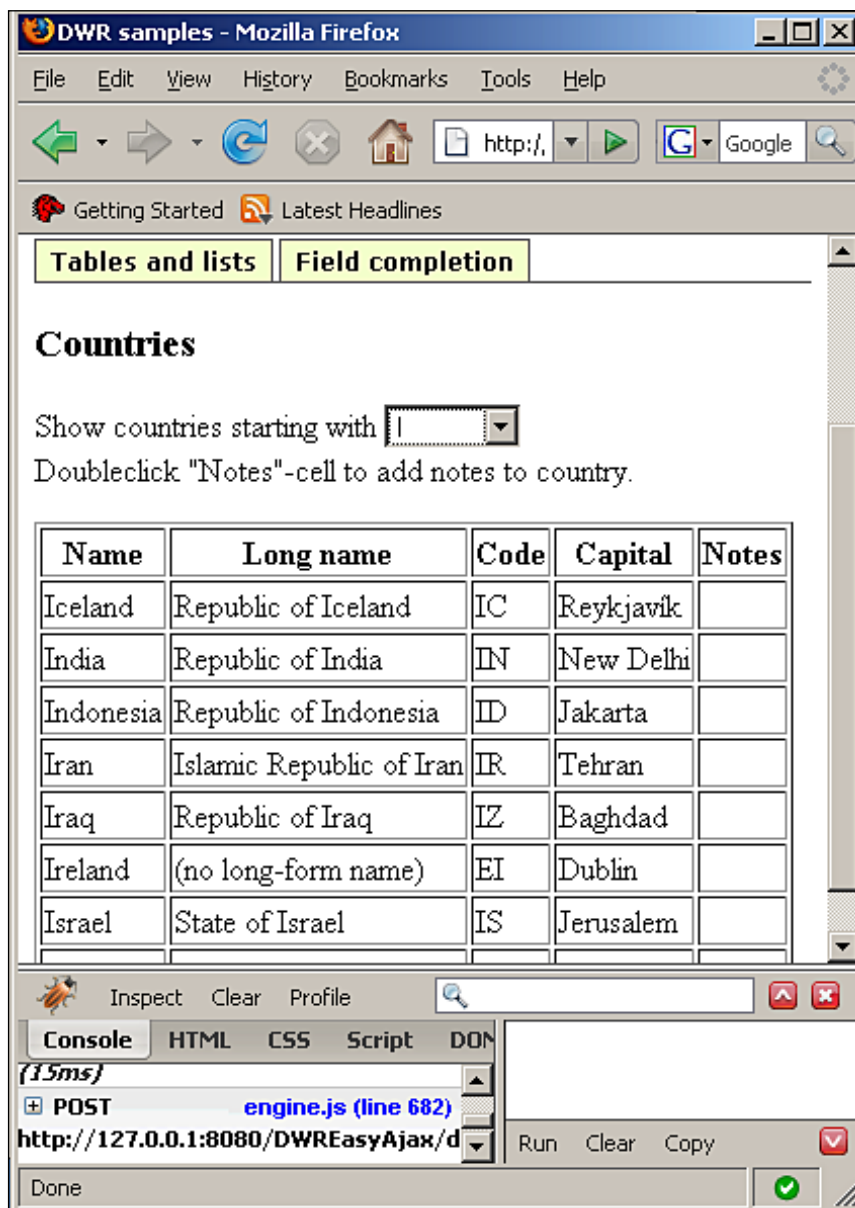 DWR samples - Mozilla Firefox
File Edit View History Bookmarks Tools Help
http:/, G Google
Getting Started Latest Headlines
Tables and lists Field completion
Countries
Show countries starting with I
Doubleclick "Notes"-cell to add notes to country.
Name Long name Code Capital Notes
Iceland Republic of Iceland IC Reykjavík
India Republic of India IN New Delhi
Indonesia Republic of Indonesia ID Jakarta
Iran Islamic Republic of Iran IR Tehran
Iraq Republic of Iraq IZ Baghdad
Ireland (no long-form name) EI Dublin
Israel State of Israel IS Jerusalem
Inspect Clear Profile
Console HTML CSS Script DOM
(15ms)
POST engine.js (line 682)
http://127.0.0.1:8080/DWREasyAjax/d
Run Clear Copy
Done